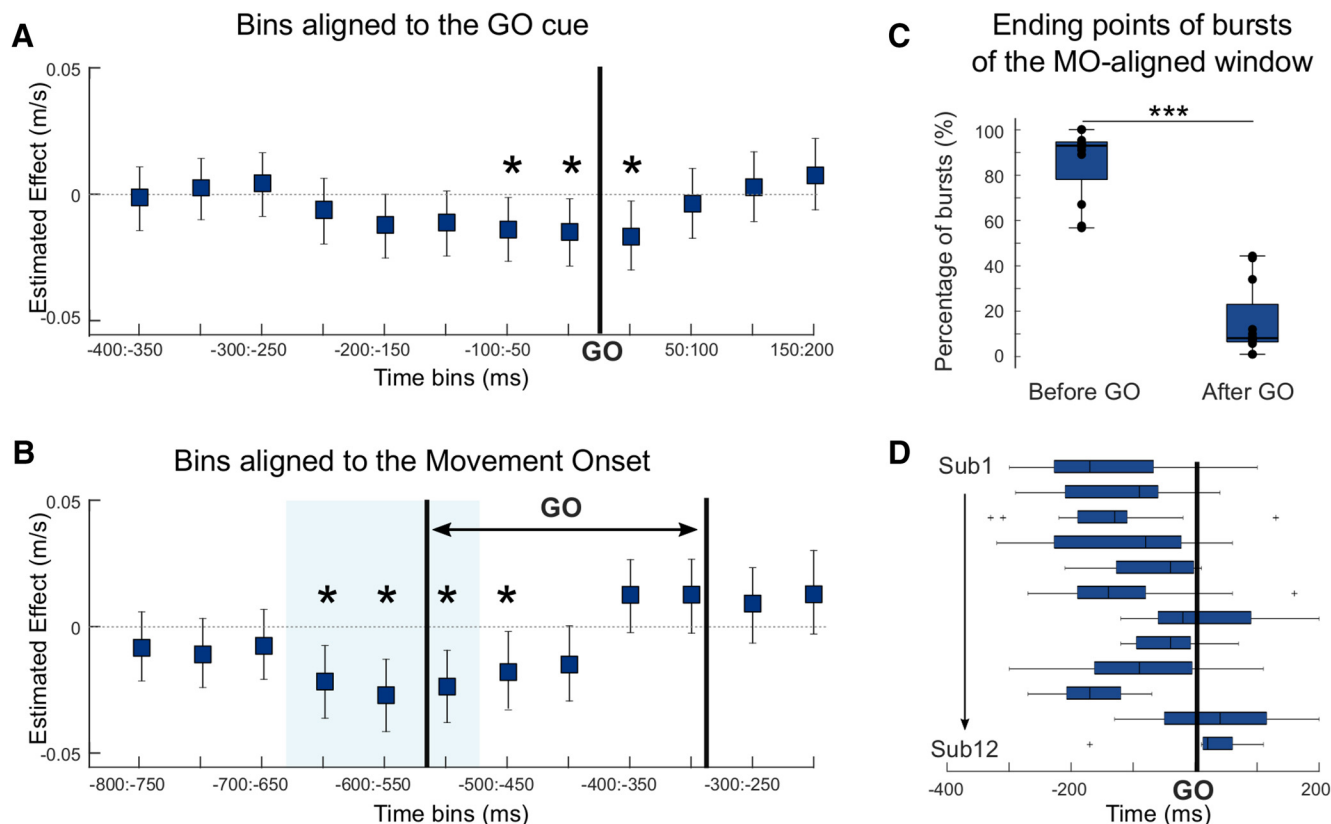 A
Bins aligned to the GO cue
Estimated Effect (m/s)
0.05
0
-0.05
* * *
-400:-350 -300:-250 -200:-150 -100:-50 GO 50:100 150:200
Time bins (ms)
B
Bins aligned to the Movement Onset
Estimated Effect (m/s)
0.05
0
-0.05
GO
* * * *
-800:-750 -700:-650 -600:-550 -500:-450 -400:-350 -300:-250
Time bins (ms)
C
Ending points of bursts
of the MO-aligned window
Percentage of bursts (%)
100
80
60
40
20
0
***
Before GO After GO
D
Sub1
Sub12
-400 -200 GO 200
Time (ms)